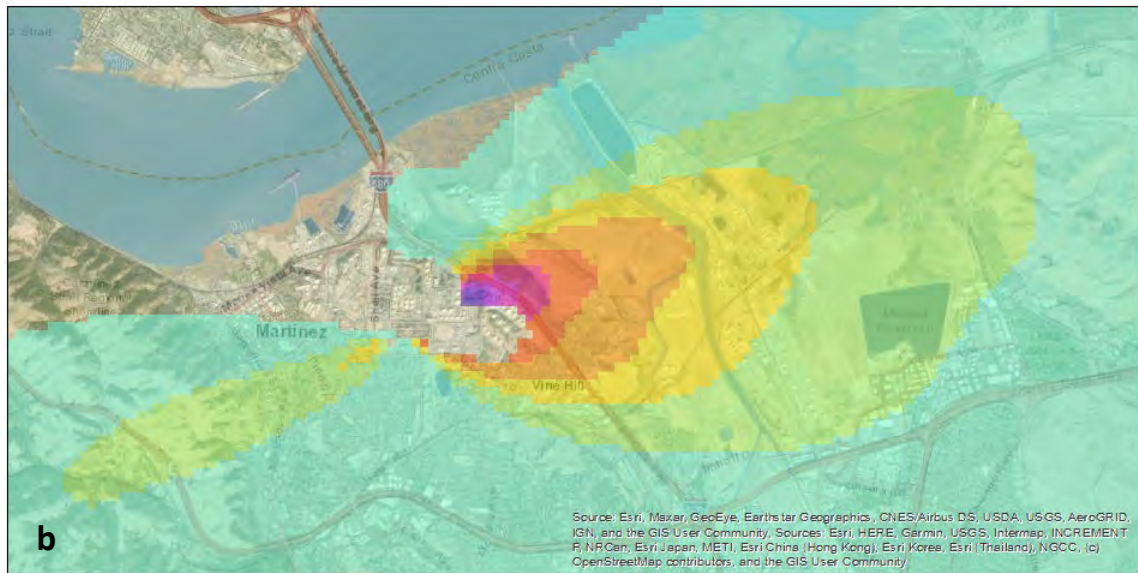 Strait
Contra Costa
680
Martinez
Vine Hill
b
Source: Esri, Maxar, GeoEye, Earthstar Geographics, CNES/Airbus DS, USDA, USGS, AeroGRID,
IGN, and the GIS User Community, Sources: Esri, HERE, Garmin, USGS, Intermap, INCREMENT
P, NRCan, Esri Japan, METI, Esri China (Hong Kong), Esri Korea, Esri (Thailand), NGCC, (c)
OpenStreetMap contributors, and the GIS User Community